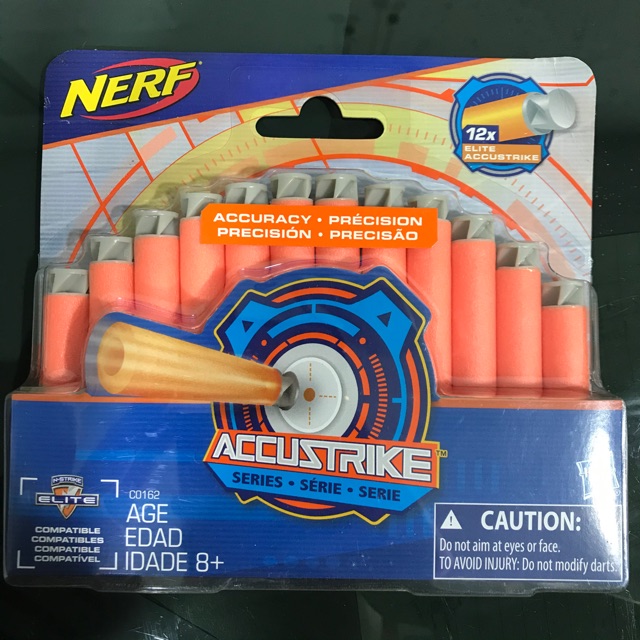 NERF
12x
ELITE
ACCUSTRIKE
ACCURACY • PRÉCISION
PRECISIÓN • PRECISÃO
ACCUSTRIKE™
SERIES • SÉRIE • SERIE
N-STRIKE
ELITE
COMPATIBLE
COMPATIBLES
COMPATIBLE
COMPATÍVEL
C0162
AGE
EDAD
IDADE 8+
CAUTION:
Do not aim at eyes or face.
TO AVOID INJURY: Do not modify darts